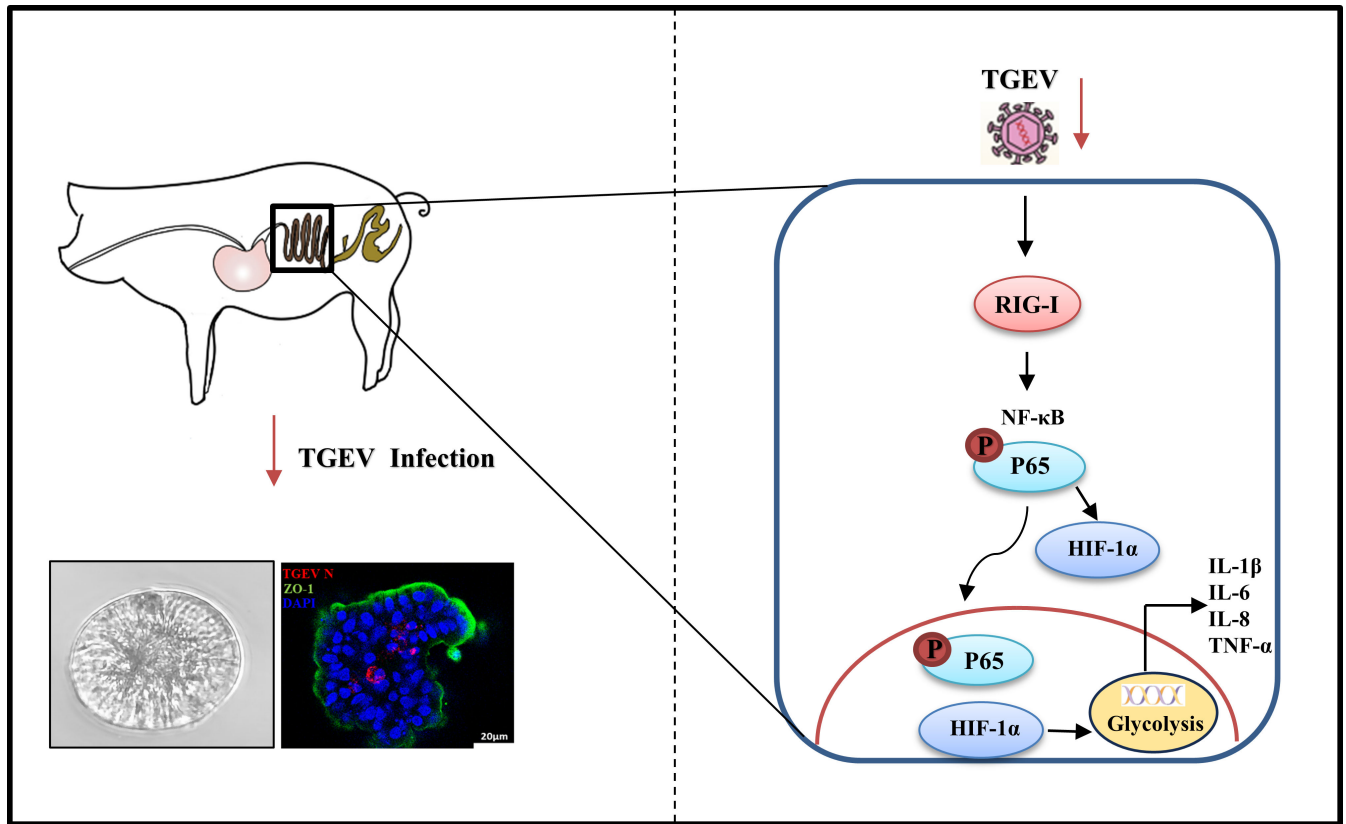 TGEV Infection
TGEV N
ZO-1
DAPI
20μm
TGEV
RIG-I
NF-κB
P
P65
HIF-1α
IL-1β
IL-6
IL-8
TNF-α
P
P65
HIF-1α
Glycolysis